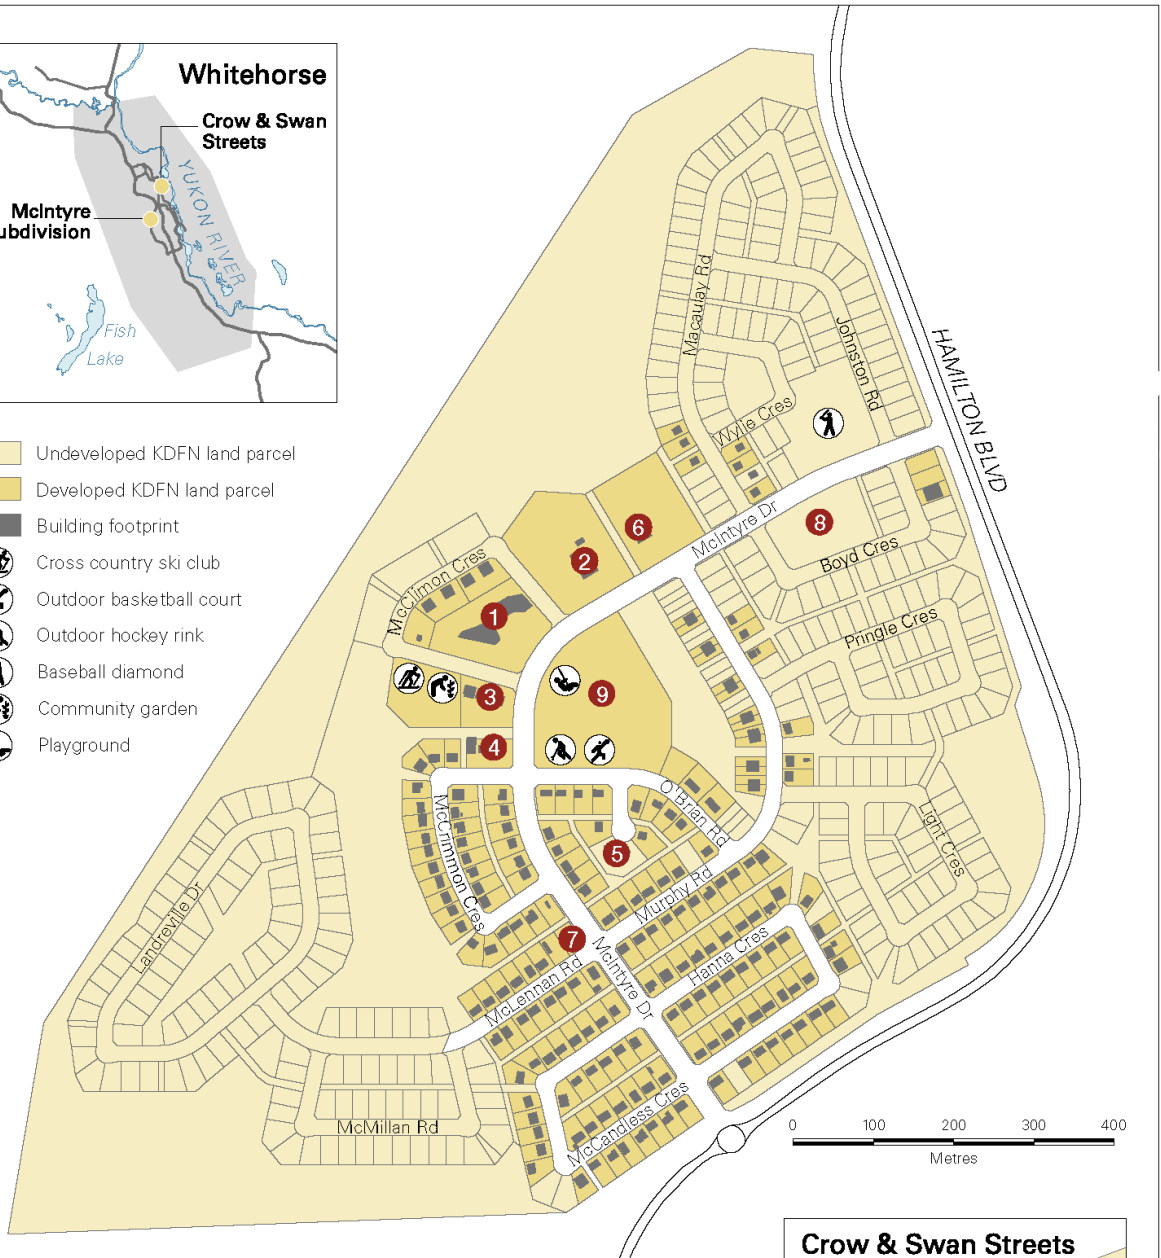 Whitehorse
Crow & Swan
Streets
McIntyre
ubdivision
YUKON RIVER
Fish
Lake
Undeveloped KDFN land parcel
Developed KDFN land parcel
Building footprint
Cross country ski club
Outdoor basketball court
Outdoor hockey rink
Baseball diamond
Community garden
Playground
Macaulay Rd
Johnston Rd
HAMILTON BLVD
Wylie Cres
McIntyre Dr
Boyd Cres
Pringle Cres
McClimon Cres
1
2
3
4
5
6
7
8
9
O'Brian Rd
Light Cres
McCrimmon Cres
Murphy Rd
Landreville Dr
Hanna Cres
McIntyre Dr
McLennan Rd
McCandless Cres
McMillan Rd
0 100 200 300 400
Metres
Crow & Swan Streets